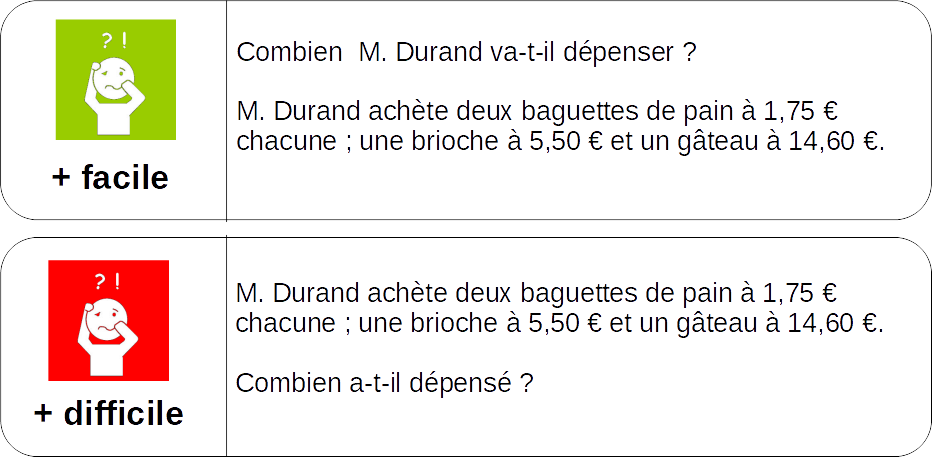 ? !
Combien  M. Durand va-t-il dépenser ?
M. Durand achète deux baguettes de pain à 1,75 €
chacune ; une brioche à 5,50 € et un gâteau à 14,60 €.
+ facile
? !
M. Durand achète deux baguettes de pain à 1,75 €
chacune ; une brioche à 5,50 € et un gâteau à 14,60 €.
Combien a-t-il dépensé ?
+ difficile